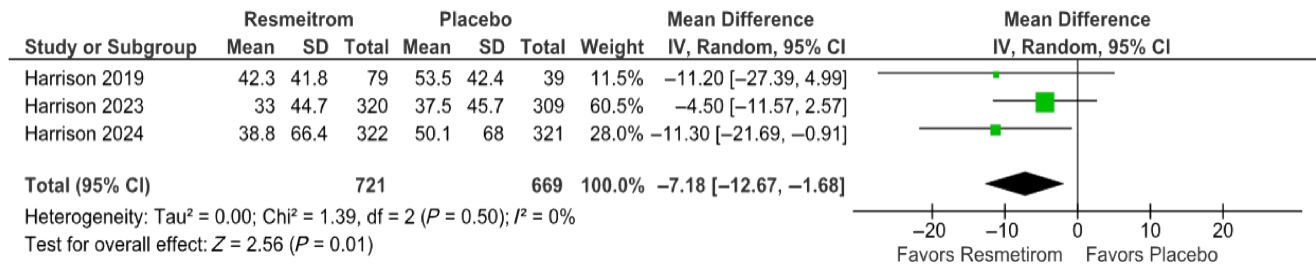 Resmeitrom Placebo Mean Difference Mean Difference
Study or Subgroup Mean SD Total Mean SD Total Weight IV, Random, 95% CI IV, Random, 95% CI
Harrison 2019 42.3 41.8 79 53.5 42.4 39 11.5% −11.20 [−27.39, 4.99]
Harrison 2023 33 44.7 320 37.5 45.7 309 60.5% −4.50 [−11.57, 2.57]
Harrison 2024 38.8 66.4 322 50.1 68 321 28.0% −11.30 [−21.69, −0.91]
Total (95% CI) 721 669 100.0% −7.18 [−12.67, −1.68]
Heterogeneity: Tau² = 0.00; Chi² = 1.39, df = 2 (P = 0.50); I² = 0%
Test for overall effect: Z = 2.56 (P = 0.01)
−20 −10 0 10 20
Favors Resmetirom Favors Placebo